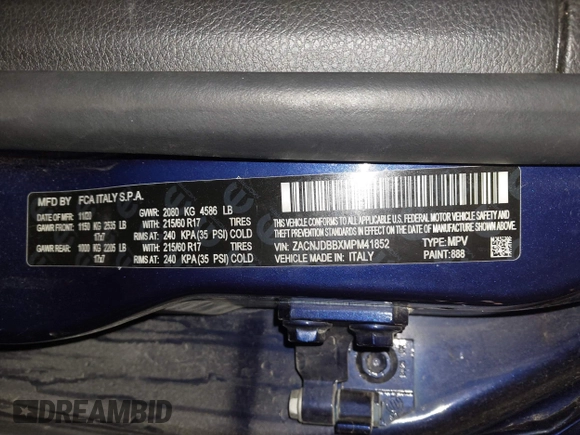 MFD BY FCA ITALY S.P.A.
DATE OF MFR 11/20 GVWR: 2080 KG 4586 LB
GAWR FRONT: 1150 KG 2535 LB WITH: 215/60 R17 TIRES
17x7 RIMS AT: 240 KPA (35 PSI) COLD
GAWR REAR: 1000 KG 2205 LB WITH: 215/60 R17 TIRES
17x7 RIMS AT: 240 KPA (35 PSI) COLD
THIS VEHICLE CONFORMS TO ALL APPLICABLE
FEDERAL MOTOR VEHICLE SAFETY, BUMPER, AND
THEFT PREVENTION STANDARDS IN EFFECT ON THE
DATE OF MANUFACTURE SHOWN ABOVE.
VIN: ZACNJDBBXMPM41852
TYPE: MPV
VEHICLE MADE IN: ITALY PAINT: 888
DREAMBID